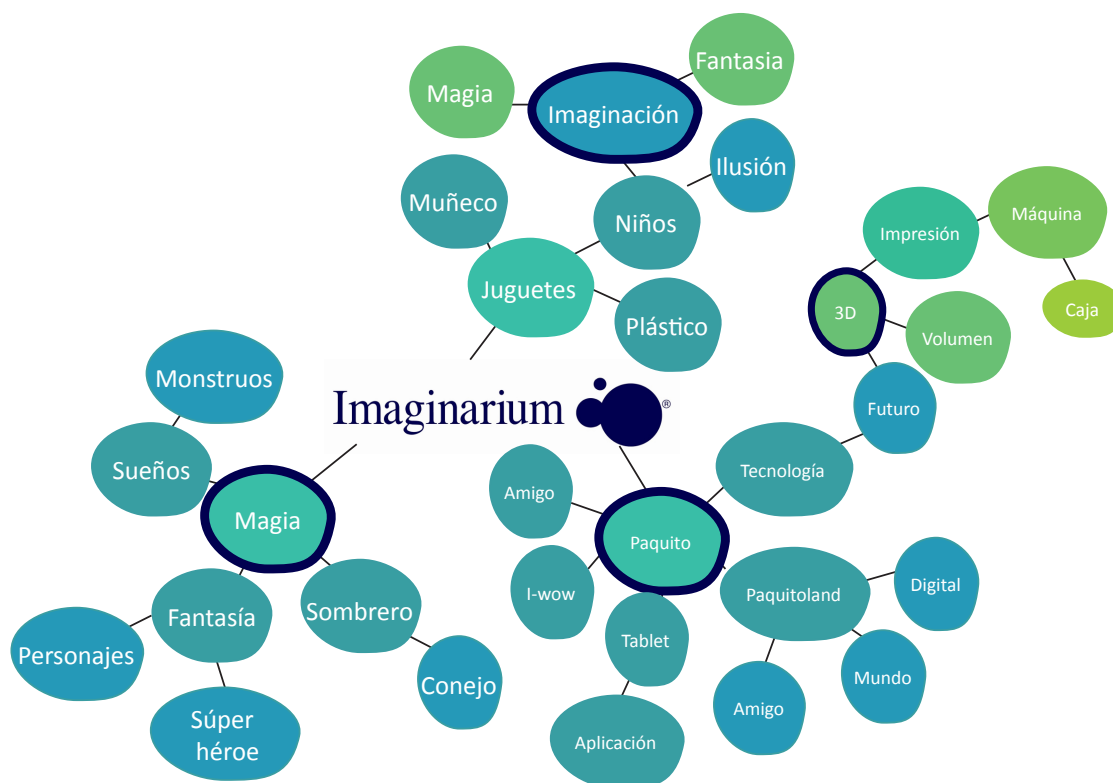 Fantasia
Magia
Imaginación
Ilusión
Muñeco
Niños
Máquina
Impresión
Juguetes
Caja
3D
Plástico
Volumen
Monstruos
Imaginarium ®
Futuro
Sueños
Tecnología
Amigo
Magia
Paquito
Digital
I-wow
Paquitoland
Fantasía
Sombrero
Tablet
Personajes
Conejo
Mundo
Amigo
Súper
héroe
Aplicación